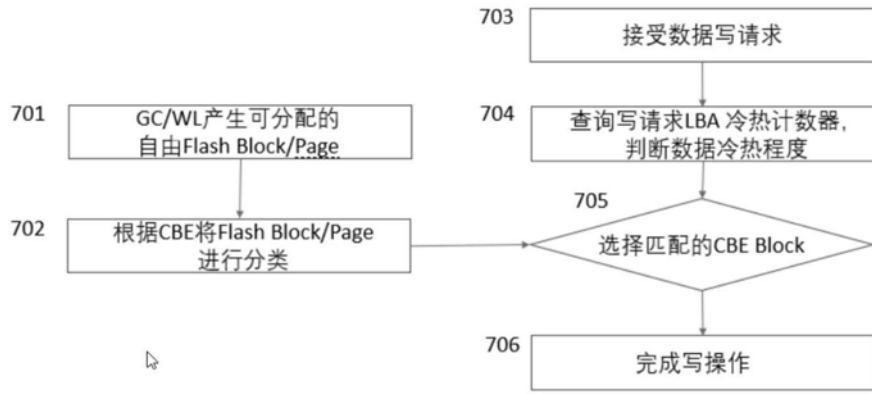 701
GC/WL产生可分配的
自由Flash Block/Page
702
根据CBE将Flash Block/Page
进行分类
703
接受数据写请求
704
查询写请求LBA 冷热计数器,
判断数据冷热程度
705
选择匹配的CBE Block
706
完成写操作